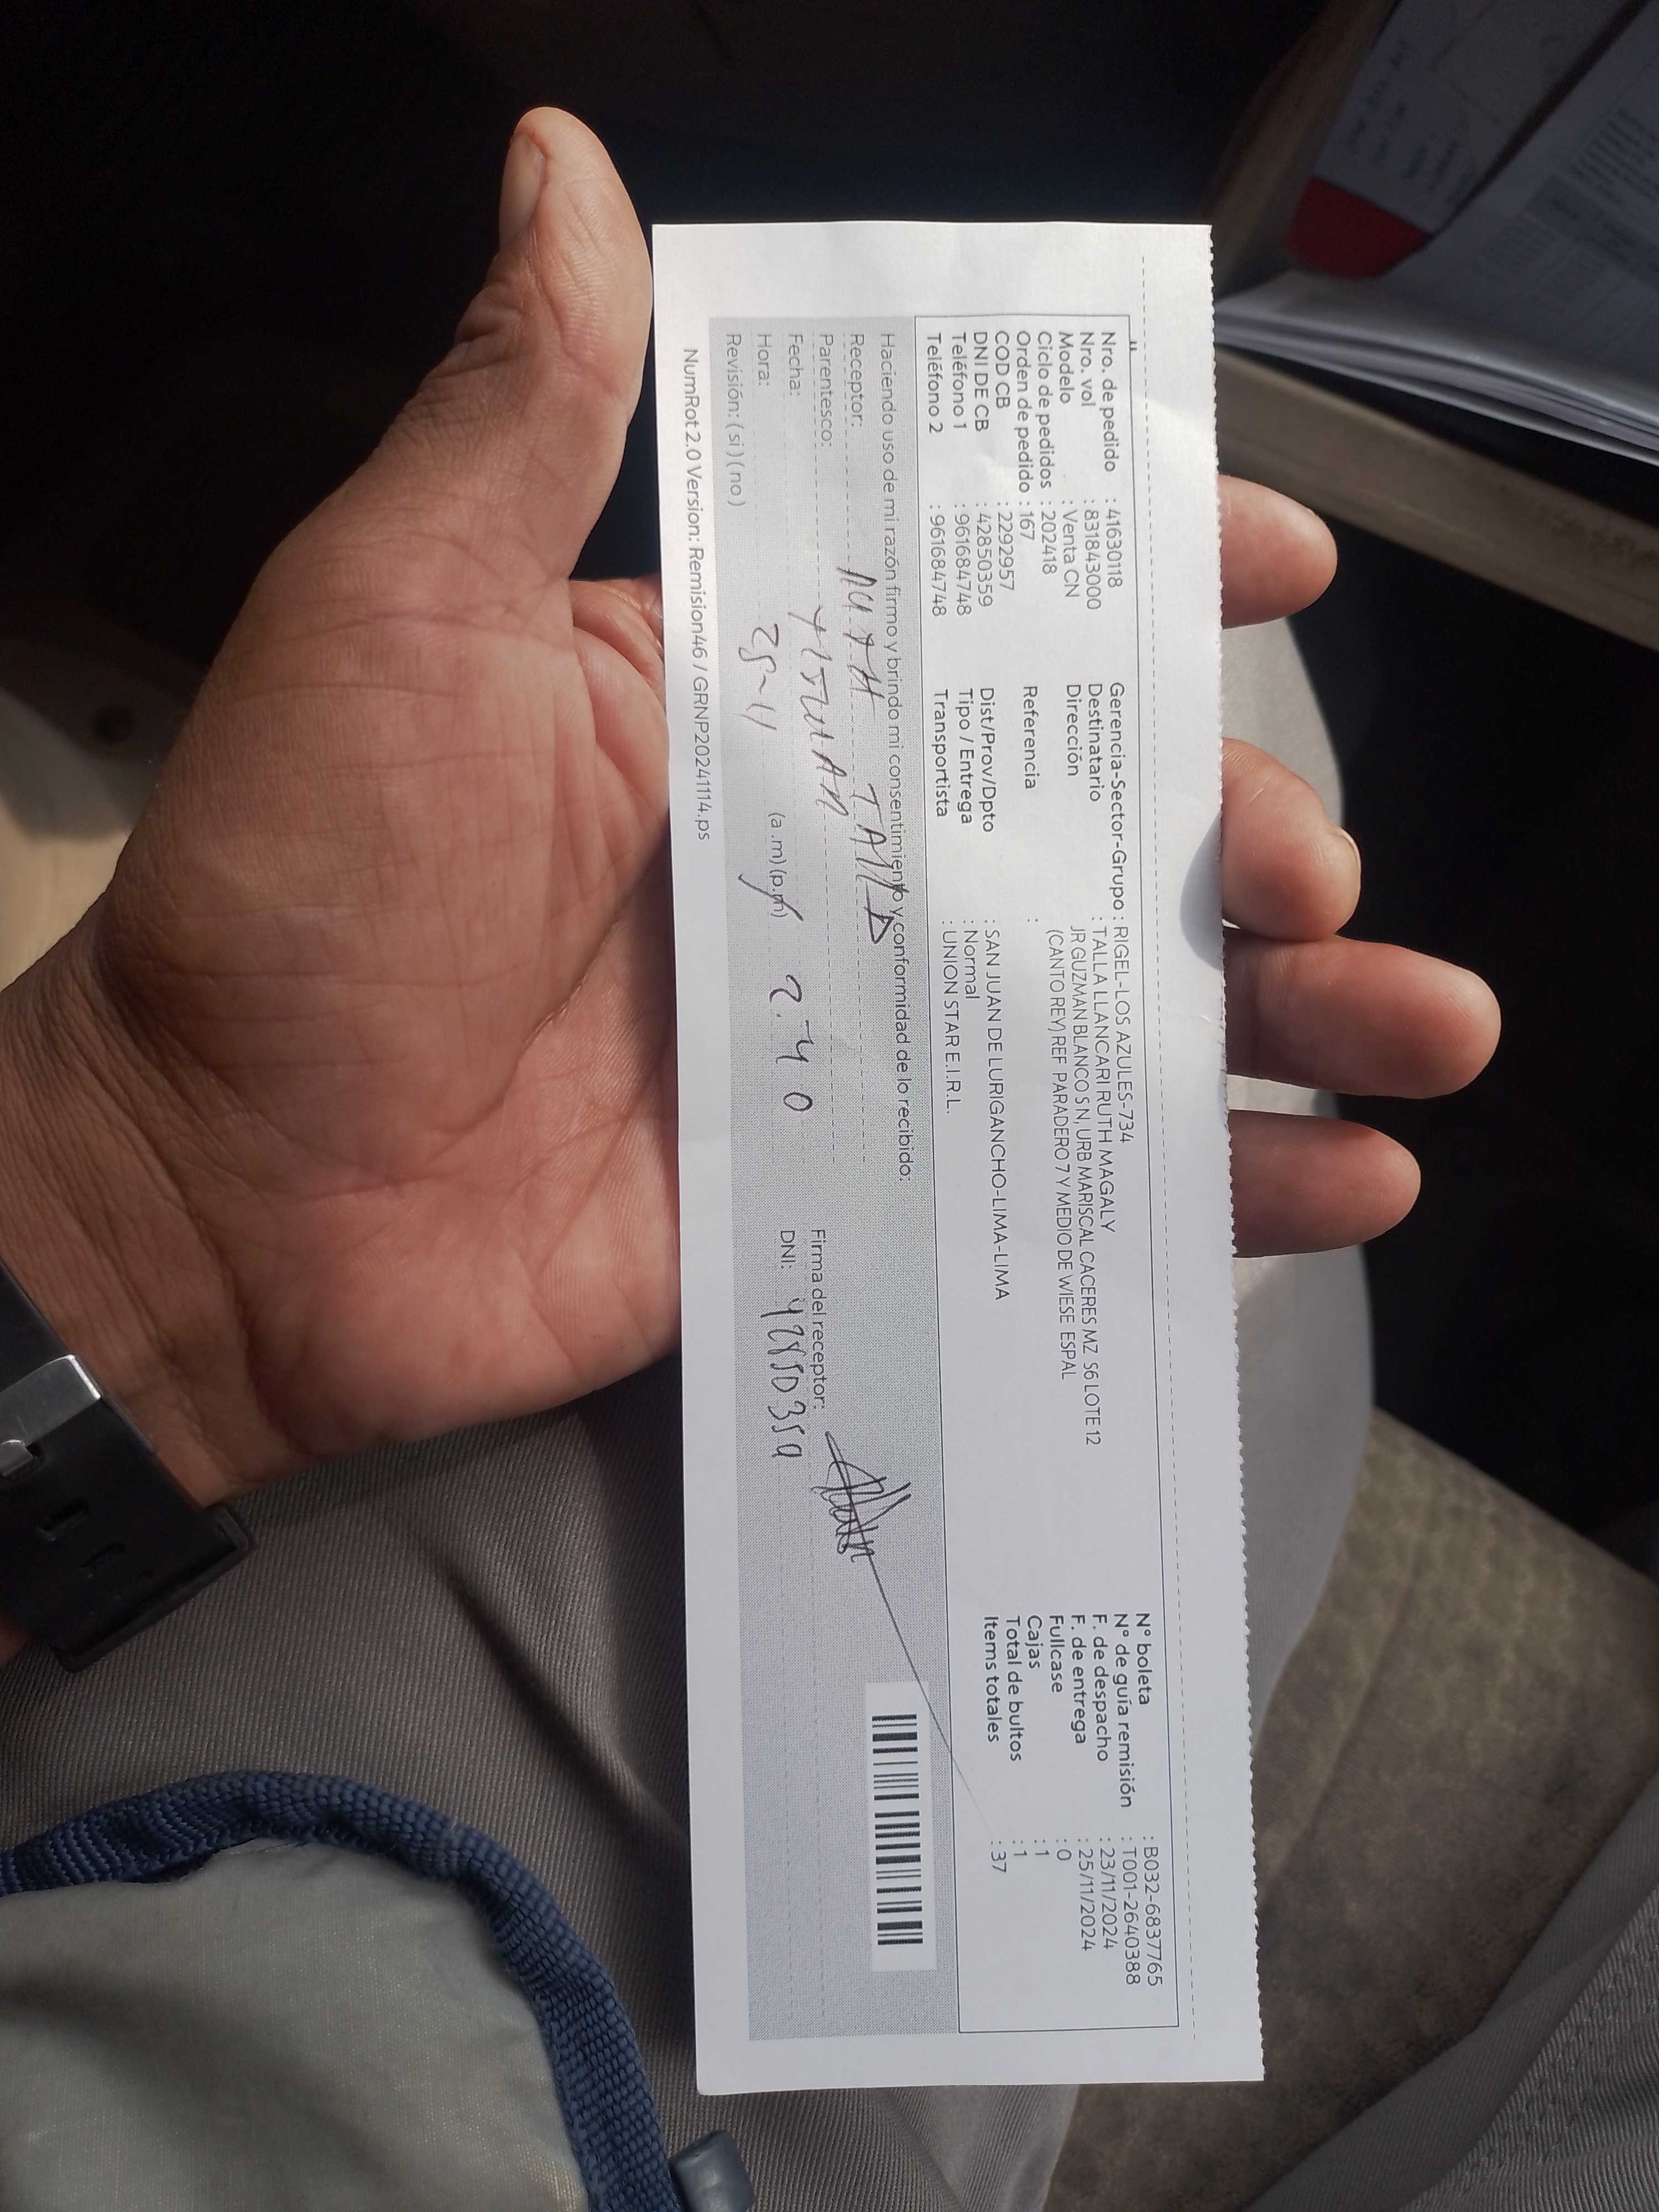 Nro. de pedido : 41630118
Nro. vol : 831843000
Modelo : Venta CN
Ciclo de pedidos : 202418
Orden de pedido : 167
COD CB : 2292957
DNI DE CB : 42850359
Teléfono 1 : 961684748
Teléfono 2 : 961684748
Gerencia-Sector-Grupo : RIGEL-LOS AZULES-734
Destinatario : TALLA LLANCARI RUTH MAGALY
Dirección JR GUZMAN BLANCO S N, URB MARISCAL CACERES MZ S6 LOTE 12
(CANTO REY) REF PARADERO 7 Y MEDIO DE WIESE ESPAL
Referencia :
Dist/Prov/Dpto : SAN JUAN DE LURIGANCHO-LIMA-LIMA
Tipo / Entrega : Normal
Transportista : UNION STAR E.I.R.L.
N° boleta : B032-6837765
N° de guía remisión : T001-2640388
F. de despacho : 23/11/2024
F. de entrega : 25/11/2024
Fullcase : 0
Cajas : 1
Total de bultos : 1
Items totales : 37
Haciendo uso de mi razón firmo y brindo mi consentimiento y conformidad de lo recibido:
Receptor: TALLA
Parentesco:
Fecha: 25-11
Hora: (a.m) (p.m) 2:40
Revisión: (si) (no)
Firma del receptor:
DNI: 42850359
NumRot 2.0 Version: Remision46 / GRNP20241114.ps